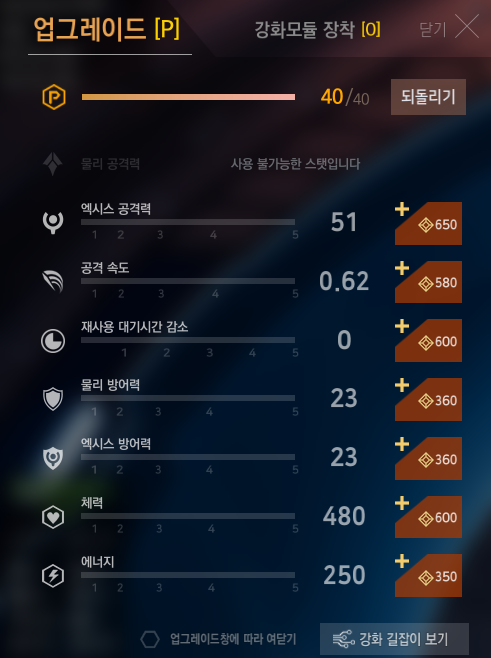 업그레이드 [P] 강화모듈 장착 [O] 닫기
P 40/40 되돌리기
물리 공격력 사용 불가능한 스탯입니다
엑시스 공격력
51 650
1 2 3 4 5
공격 속도
0.62 580
1 2 3 4 5
재사용 대기시간 감소
0 600
1 2 3 4 5
물리 방어력
23 360
1 2 3 4 5
엑시스 방어력
23 360
1 2 3 4 5
체력
480 600
1 2 3 4 5
에너지
250 350
1 2 3 4 5
업그레이드창에 따라 여닫기 강화 길잡이 보기